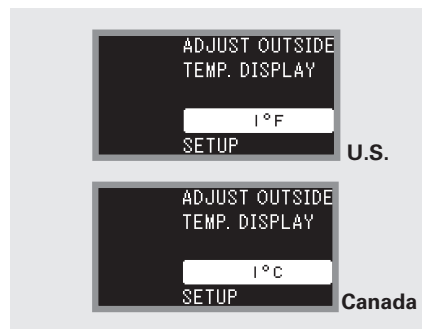 ADJUST OUTSIDE
TEMP. DISPLAY
1°F
SETUP
U.S.
ADJUST OUTSIDE
TEMP. DISPLAY
1°C
SETUP
Canada